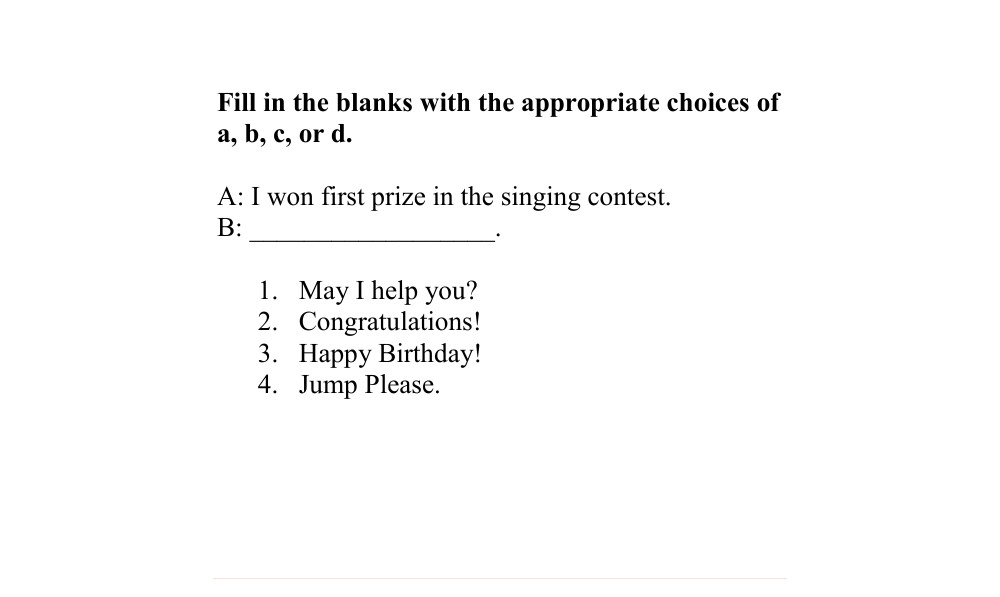 Fill in the blanks with the appropriate choices of
a, b, c, or d.
A: I won first prize in the singing contest.
B: __________________.
1. May I help you?
2. Congratulations!
3. Happy Birthday!
4. Jump Please.